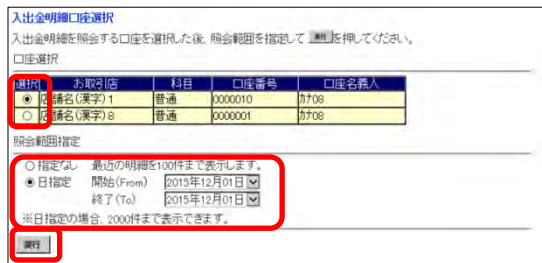 入出金明細口座選択
入出金明細を照会する口座を選択した後、照会範囲を指定して 実行 を押してください。
口座選択
選択 お取引店 科目 口座番号 口座名義人
店舗名(漢字)1 普通 0000010 カナ08
店舗名(漢字)8 普通 0000001 カナ08
照会範囲指定
指定なし 最近の明細を100件まで表示します。
日指定 開始(From) 2015年12月01日
終了(To) 2015年12月01日
※日指定の場合、2000件まで表示できます。
実行